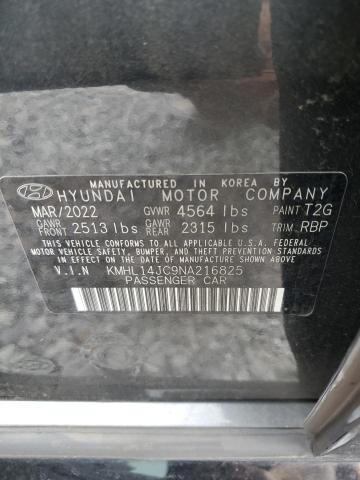 MANUFACTURED IN KOREA BY
HYUNDAI MOTOR COMPANY
MAR/2022 GVWR 4564 lbs PAINT T2G
GAWR FRONT 2513 lbs GAWR REAR 2315 lbs TRIM RBP
THIS VEHICLE CONFORMS TO ALL APPLICABLE U.S.A. FEDERAL
MOTOR VEHICLE SAFETY, BUMPER, AND THEFT PREVENTION
STANDARDS IN EFFECT ON THE DATE OF MANUFACTURE SHOWN ABOVE.
V.I.N KMHL14JC9NA216825
PASSENGER CAR